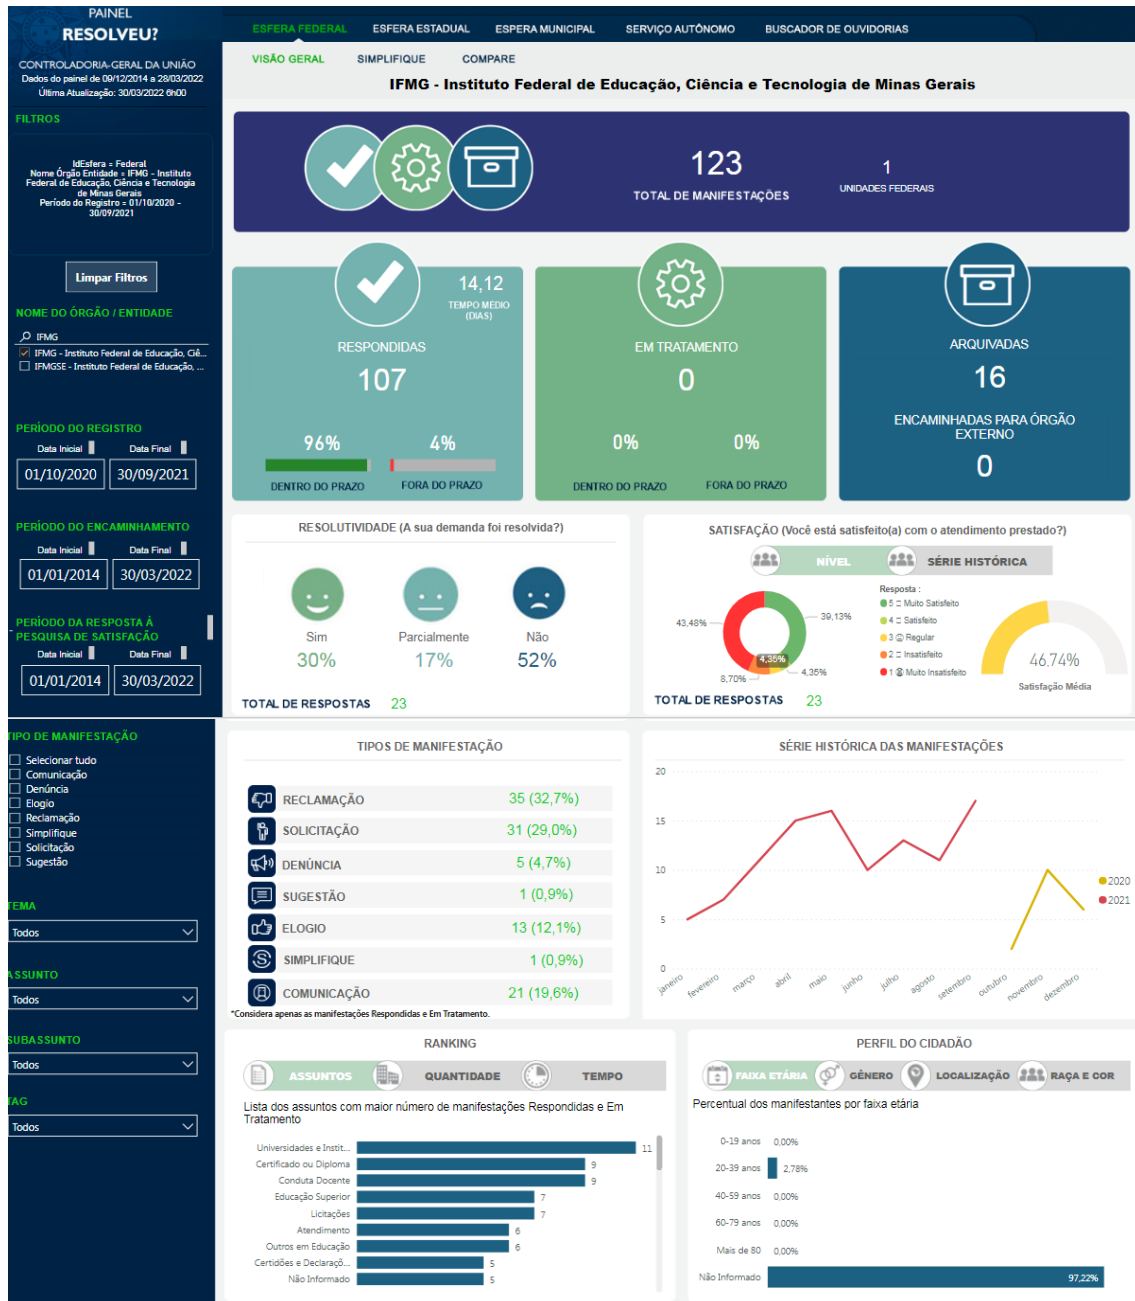 PAINEL
RESOLVEU?
CONTROLADORIA-GERAL DA UNIÃO
Dados do painel de 09/12/2014 a 28/03/2022
Última Atualização: 30/03/2022 6h00
FILTROS
IdEsfera = Federal
Nome Órgão Entidade = IFMG - Instituto
Federal de Educação, Ciência e Tecnologia
de Minas Gerais
Período do Registro = 01/10/2020 -
30/09/2021
Limpar Filtros
NOME DO ÓRGÃO / ENTIDADE
IFMG
IFMG - Instituto Federal de Educação, Ciê...
IFMGSE - Instituto Federal de Educação, ...
PERÍODO DO REGISTRO
Data Inicial Data Final
01/10/2020 30/09/2021
PERÍODO DO ENCAMINHAMENTO
Data Inicial Data Final
01/01/2014 30/03/2022
PERÍODO DA RESPOSTA À
PESQUISA DE SATISFAÇÃO
Data Inicial Data Final
01/01/2014 30/03/2022
TIPO DE MANIFESTAÇÃO
Selecionar tudo
Comunicação
Denúncia
Elogio
Reclamação
Simplifique
Solicitação
Sugestão
TEMA
Todos
ASSUNTO
Todos
SUBASSUNTO
Todos
TAG
Todos
ESFERA FEDERAL ESFERA ESTADUAL ESPERA MUNICIPAL SERVIÇO AUTÔNOMO BUSCADOR DE OUVIDORIAS
VISÃO GERAL SIMPLIFIQUE COMPARE
IFMG - Instituto Federal de Educação, Ciência e Tecnologia de Minas Gerais
123
TOTAL DE MANIFESTAÇÕES
1
UNIDADES FEDERAIS
14,12
TEMPO MÉDIO
(DIAS)
RESPONDIDAS
107
96% 4%
DENTRO DO PRAZO FORA DO PRAZO
EM TRATAMENTO
0
0% 0%
DENTRO DO PRAZO FORA DO PRAZO
ARQUIVADAS
16
ENCAMINHADAS PARA ÓRGÃO
EXTERNO
0
RESOLUTIVIDADE (A sua demanda foi resolvida?)
Sim Parcialmente Não
30% 17% 52%
TOTAL DE RESPOSTAS 23
SATISFAÇÃO (Você está satisfeito(a) com o atendimento prestado?)
NÍVEL SÉRIE HISTÓRICA
43,48%
39,13%
4,35%
8,70%
4,35%
4,35%
Resposta :
5 Muito Satisfeito
4 Satisfeito
3 Regular
2 Insatisfeito
1 Muito Insatisfeito
46,74%
Satisfação Média
TOTAL DE RESPOSTAS 23
TIPOS DE MANIFESTAÇÃO
RECLAMAÇÃO 35 (32,7%)
SOLICITAÇÃO 31 (29,0%)
DENÚNCIA 5 (4,7%)
SUGESTÃO 1 (0,9%)
ELOGIO 13 (12,1%)
SIMPLIFIQUE 1 (0,9%)
COMUNICAÇÃO 21 (19,6%)
*Considera apenas as manifestações Respondidas e Em Tratamento.
SÉRIE HISTÓRICA DAS MANIFESTAÇÕES
20
15
10
5
0
janeiro fevereiro março abril maio junho julho agosto setembro outubro novembro dezembro
2020
2021
RANKING
ASSUNTOS QUANTIDADE TEMPO
Lista dos assuntos com maior número de manifestações Respondidas e Em
Tratamento
Universidades e Instit... 11
Certificado ou Diploma 9
Conduta Docente 9
Educação Superior 7
Licitações 7
Atendimento 6
Outros em Educação 6
Certidões e Declaraçõ... 5
Não Informado 5
PERFIL DO CIDADÃO
FAIXA ETÁRIA GÊNERO LOCALIZAÇÃO RAÇA E COR
Percentual dos manifestantes por faixa etária
0-19 anos 0,00%
20-39 anos 2,78%
40-59 anos 0,00%
60-79 anos 0,00%
Mais de 80 0,00%
Não Informado 97,22%